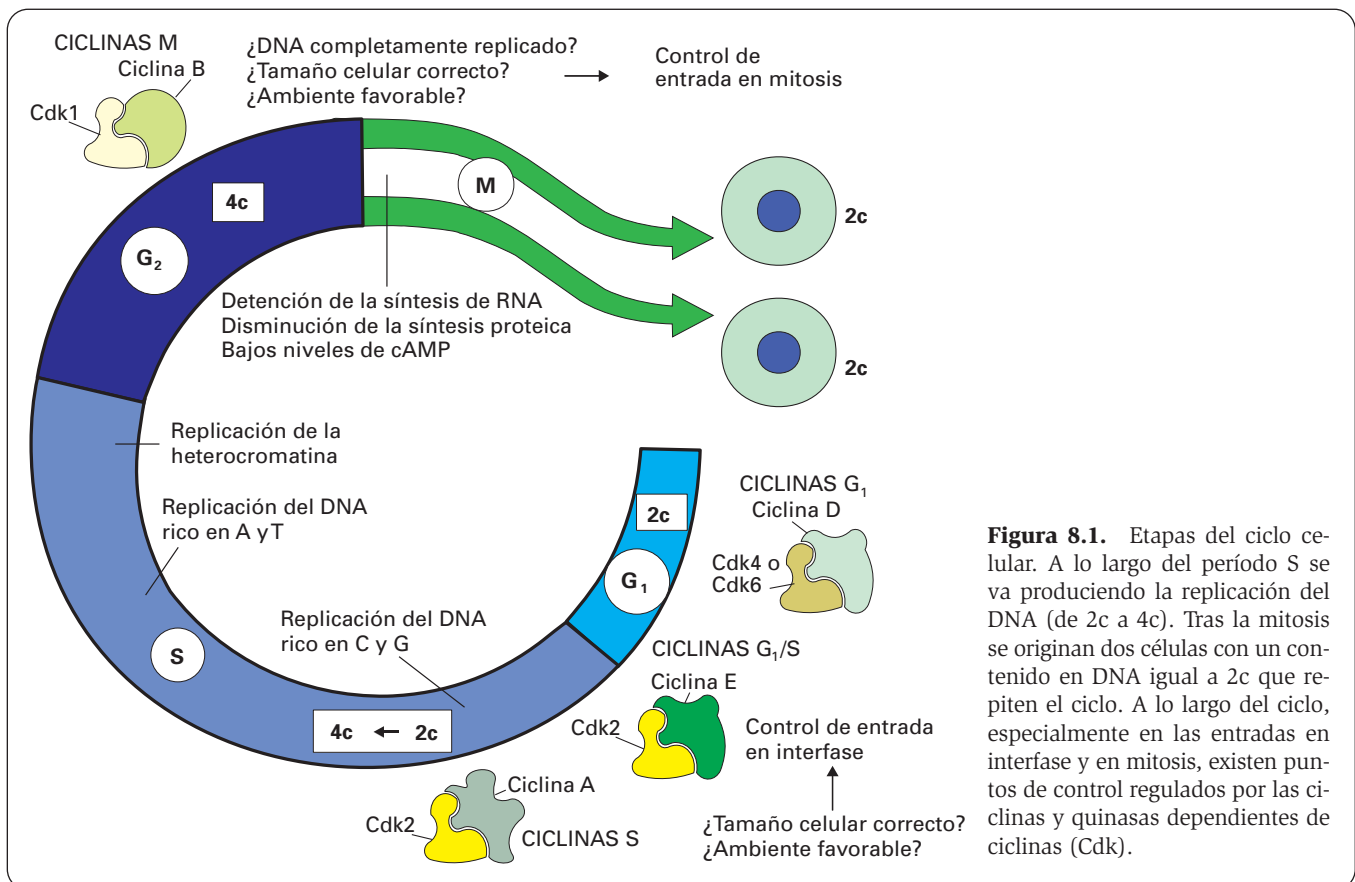 CICLINAS M
Ciclina B
Cdk1
¿DNA completamente replicado?
¿Tamaño celular correcto?
¿Ambiente favorable?
Control de
entrada en mitosis
4c
M
G₂
2c
2c
Detención de la síntesis de RNA
Disminución de la síntesis proteica
Bajos niveles de cAMP
Replicación de la
heterocromatina
Replicación del DNA
rico en A y T
S
Replicación del DNA
rico en C y G
4c ← 2c
2c
G₁
CICLINAS G₁
Ciclina D
Cdk4 o
Cdk6
CICLINAS G₁/S
Ciclina E
Cdk2
Control de entrada
en interfase
¿Tamaño celular correcto?
¿Ambiente favorable?
Ciclina A
Cdk2
CICLINAS S
Figura 8.1. Etapas del ciclo ce-
lular. A lo largo del período S se
va produciendo la replicación del
DNA (de 2c a 4c). Tras la mitosis
se originan dos células con un con-
tenido en DNA igual a 2c que re-
piten el ciclo. A lo largo del ciclo,
especialmente en las entradas en
interfase y en mitosis, existen pun-
tos de control regulados por las ci-
clinas y quinasas dependientes de
ciclinas (Cdk).